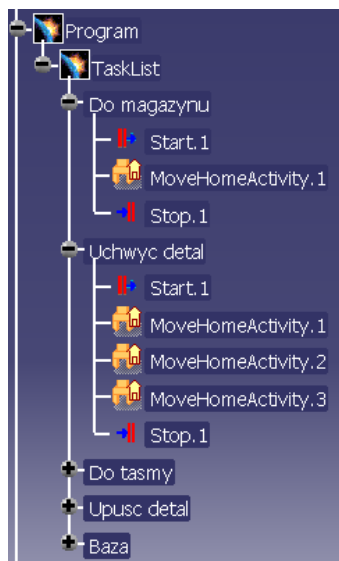 Program
TaskList
Do magazynu
Start.1
MoveHomeActivity.1
Stop.1
Uchwyc detal
Start.1
MoveHomeActivity.1
MoveHomeActivity.2
MoveHomeActivity.3
Stop.1
Do tasmy
Upusc detal
Baza